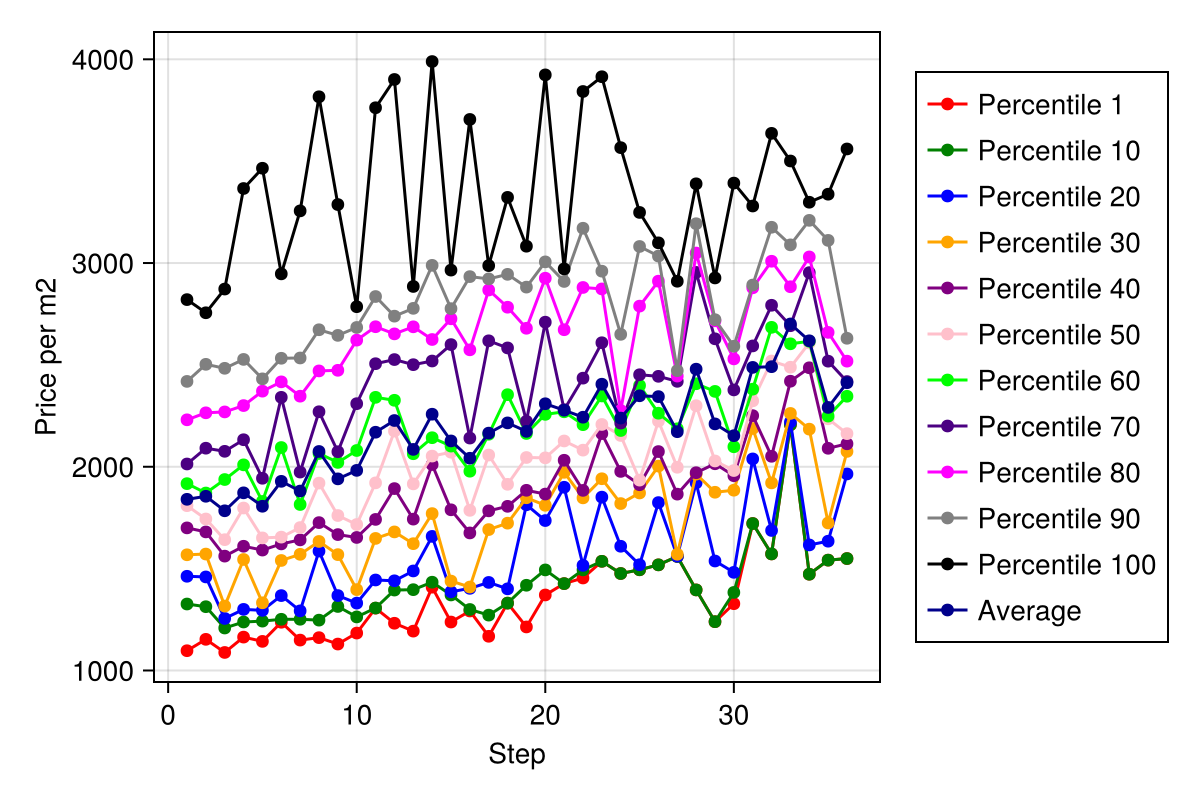 4000
3000
2000
1000
Price per m2
0 10 20 30
Step
Percentile 1
Percentile 10
Percentile 20
Percentile 30
Percentile 40
Percentile 50
Percentile 60
Percentile 70
Percentile 80
Percentile 90
Percentile 100
Average